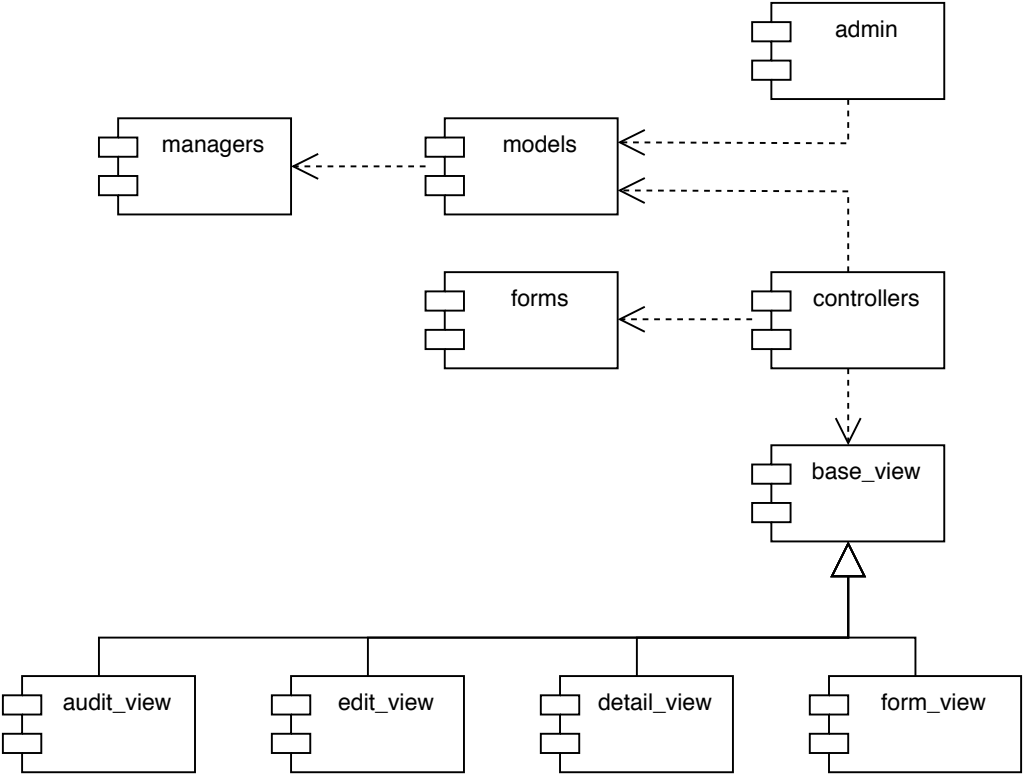 admin
managers
models
forms
controllers
base_view
audit_view
edit_view
detail_view
form_view